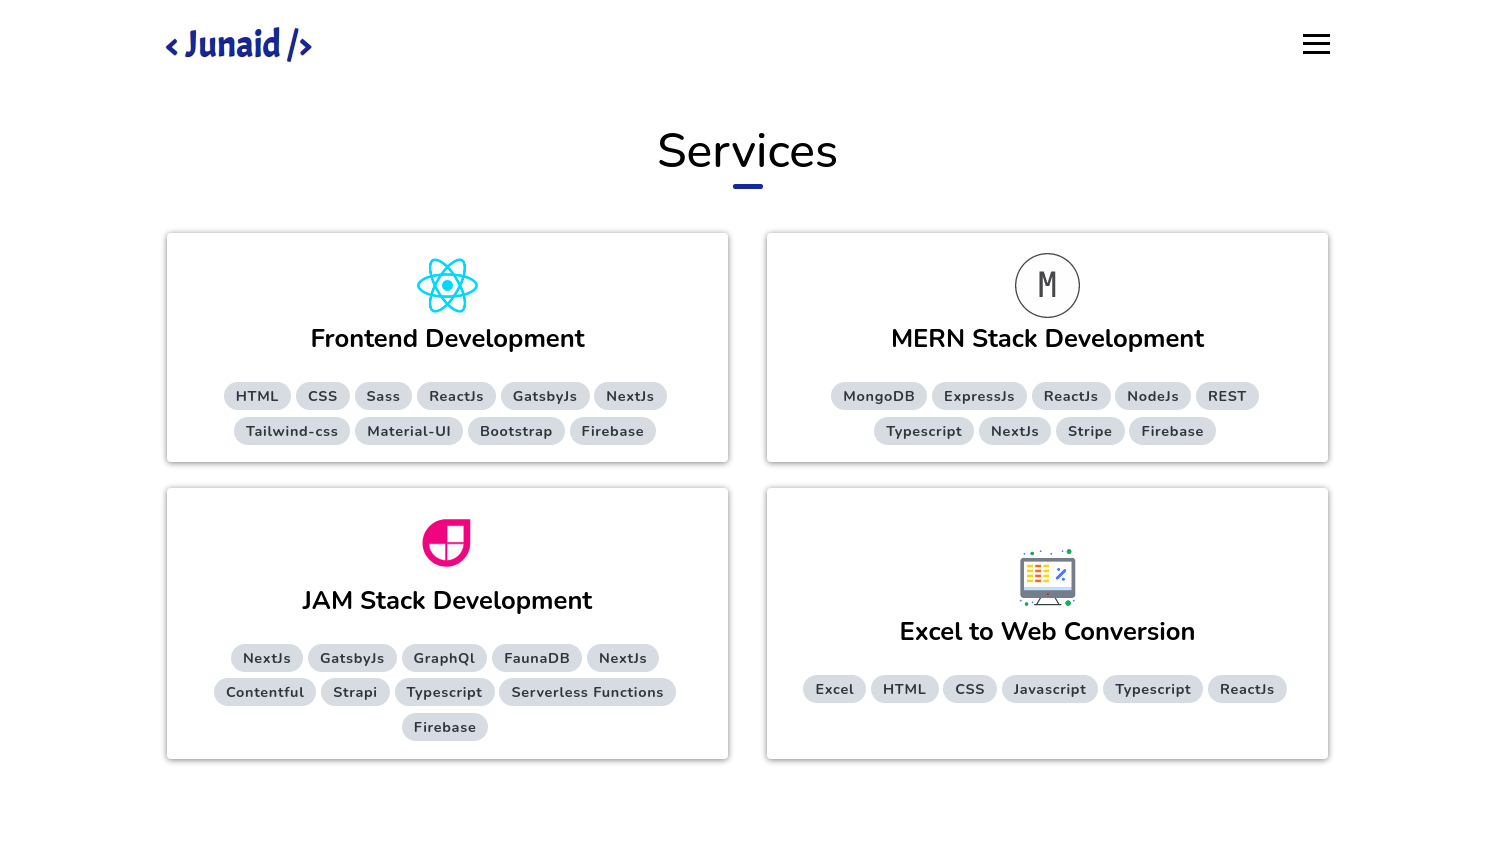 < Junaid />
Services
Frontend Development
HTML CSS Sass ReactJs GatsbyJs NextJs
Tailwind-css Material-UI Bootstrap Firebase
M
MERN Stack Development
MongoDB ExpressJs ReactJs NodeJs REST
Typescript NextJs Stripe Firebase
JAM Stack Development
NextJs GatsbyJs GraphQl FaunaDB NextJs
Contentful Strapi Typescript Serverless Functions
Firebase
Excel to Web Conversion
Excel HTML CSS Javascript Typescript ReactJs